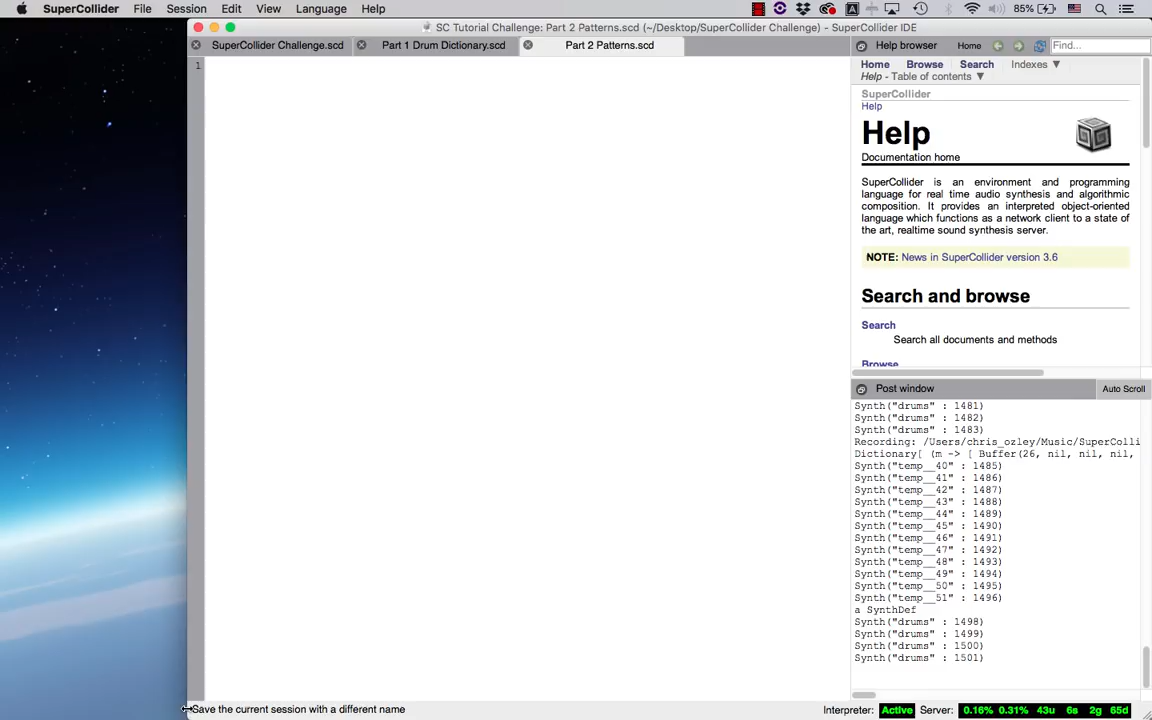 SuperCollider File Session Edit View Language Help 85%
SC Tutorial Challenge: Part 2 Patterns.scd (~/Desktop/SuperCollider Challenge) - SuperCollider IDE
SuperCollider Challenge.scd Part 1 Drum Dictionary.scd Part 2 Patterns.scd
1
Help browser Home Find...
Home Browse Search Indexes ▼
Help - Table of contents ▼
SuperCollider
Help
Help
Documentation home
SuperCollider is an environment and programming
language for real time audio synthesis and algorithmic
composition. It provides an interpreted object-oriented
language which functions as a network client to a state of
the art, realtime sound synthesis server.
NOTE: News in SuperCollider version 3.6
Search and browse
Search
Search all documents and methods
Browse
Post window Auto Scroll
Synth("drums" : 1481)
Synth("drums" : 1482)
Synth("drums" : 1483)
Recording: /Users/chris_ozley/Music/SuperColli
Dictionary[ (m -> [ Buffer(26, nil, nil, nil,
Synth("temp__40" : 1485)
Synth("temp__41" : 1486)
Synth("temp__42" : 1487)
Synth("temp__43" : 1488)
Synth("temp__44" : 1489)
Synth("temp__45" : 1490)
Synth("temp__46" : 1491)
Synth("temp__47" : 1492)
Synth("temp__48" : 1493)
Synth("temp__49" : 1494)
Synth("temp__50" : 1495)
Synth("temp__51" : 1496)
a SynthDef
Synth("drums" : 1498)
Synth("drums" : 1499)
Synth("drums" : 1500)
Synth("drums" : 1501)
Save the current session with a different name
Interpreter: Active Server: 0.16% 0.31% 43u 6s 2g 65d